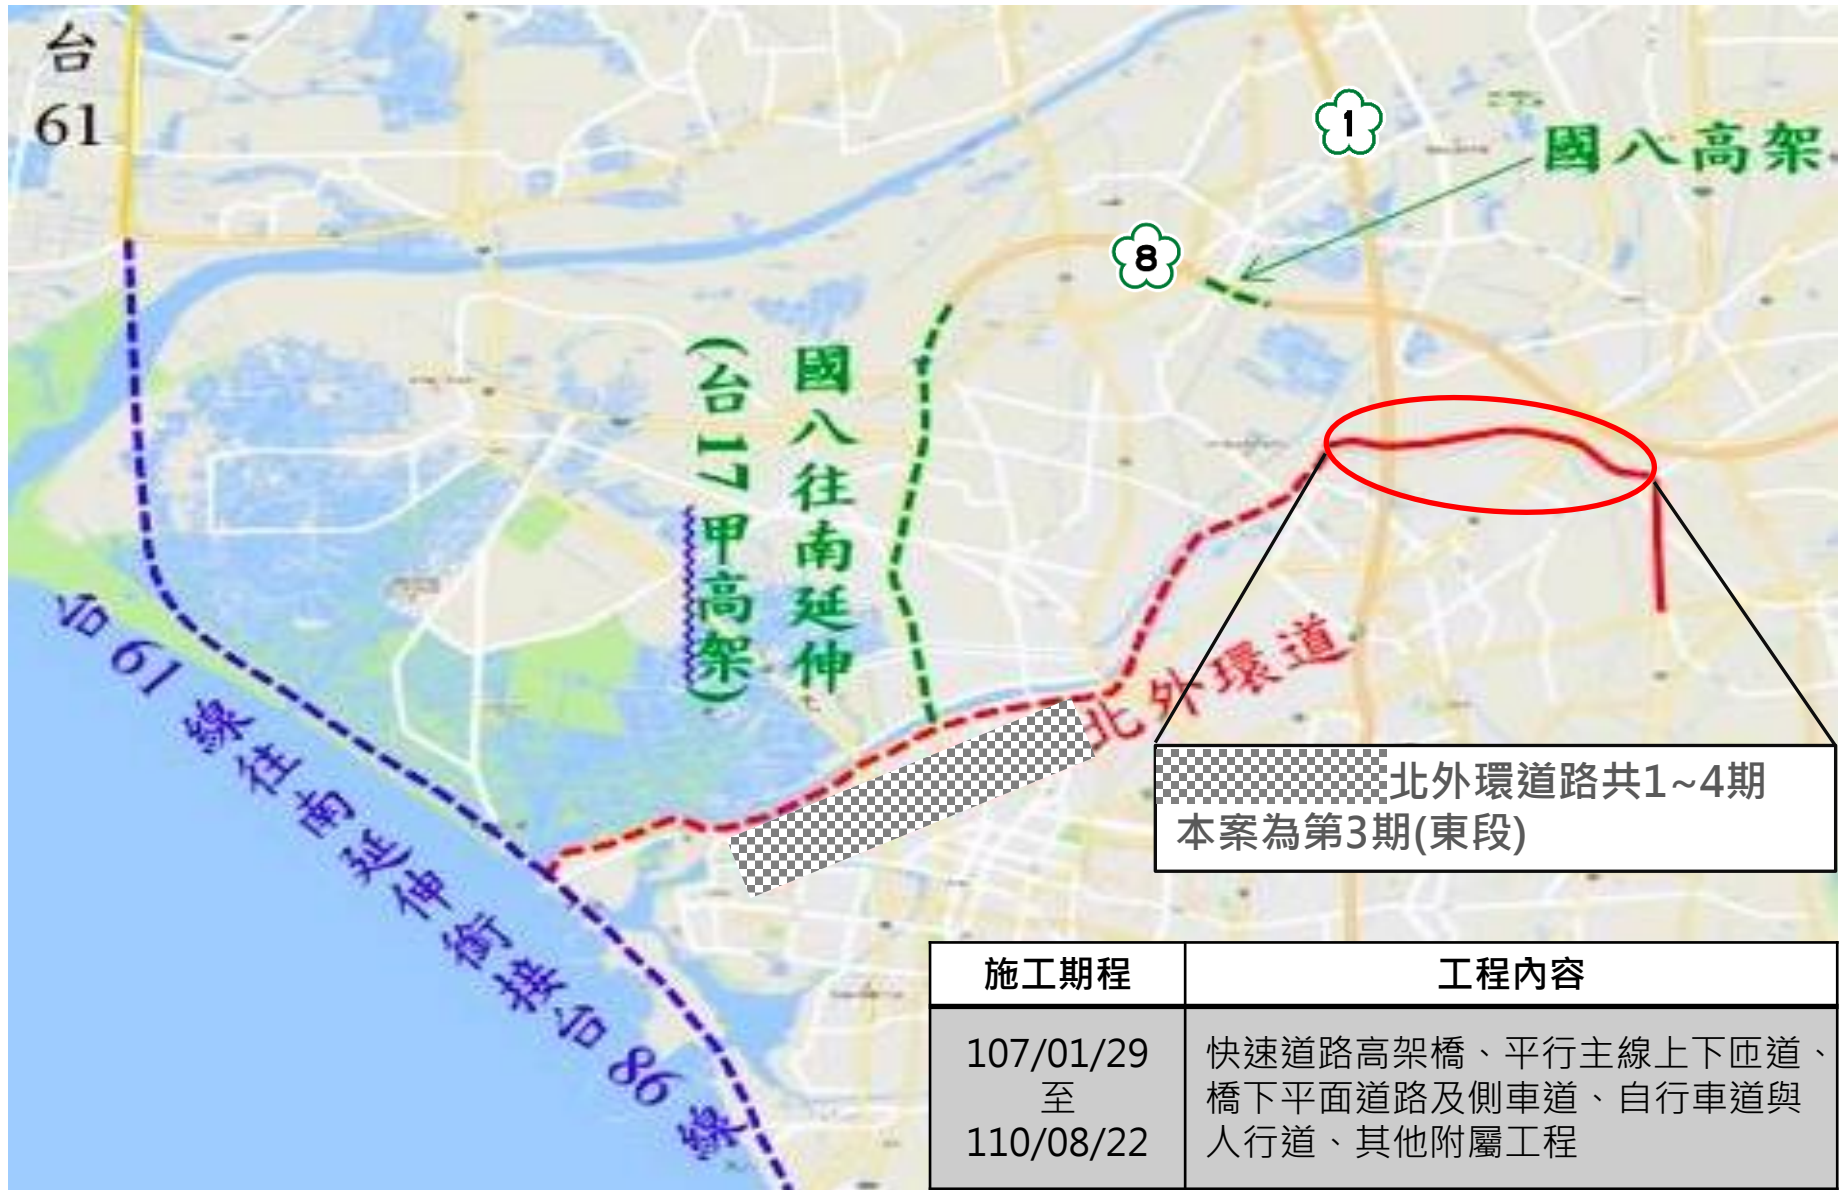 台
61
1
國八高架
8
國八往南延伸
(台17甲高架)
北外環道
台61線往南延伸銜接台86線
北外環道路共1~4期
本案為第3期(東段)
施工期程
工程內容
107/01/29
至
110/08/22
快速道路高架橋、平行主線上下匝道、
橋下平面道路及側車道、自行車道與
人行道、其他附屬工程